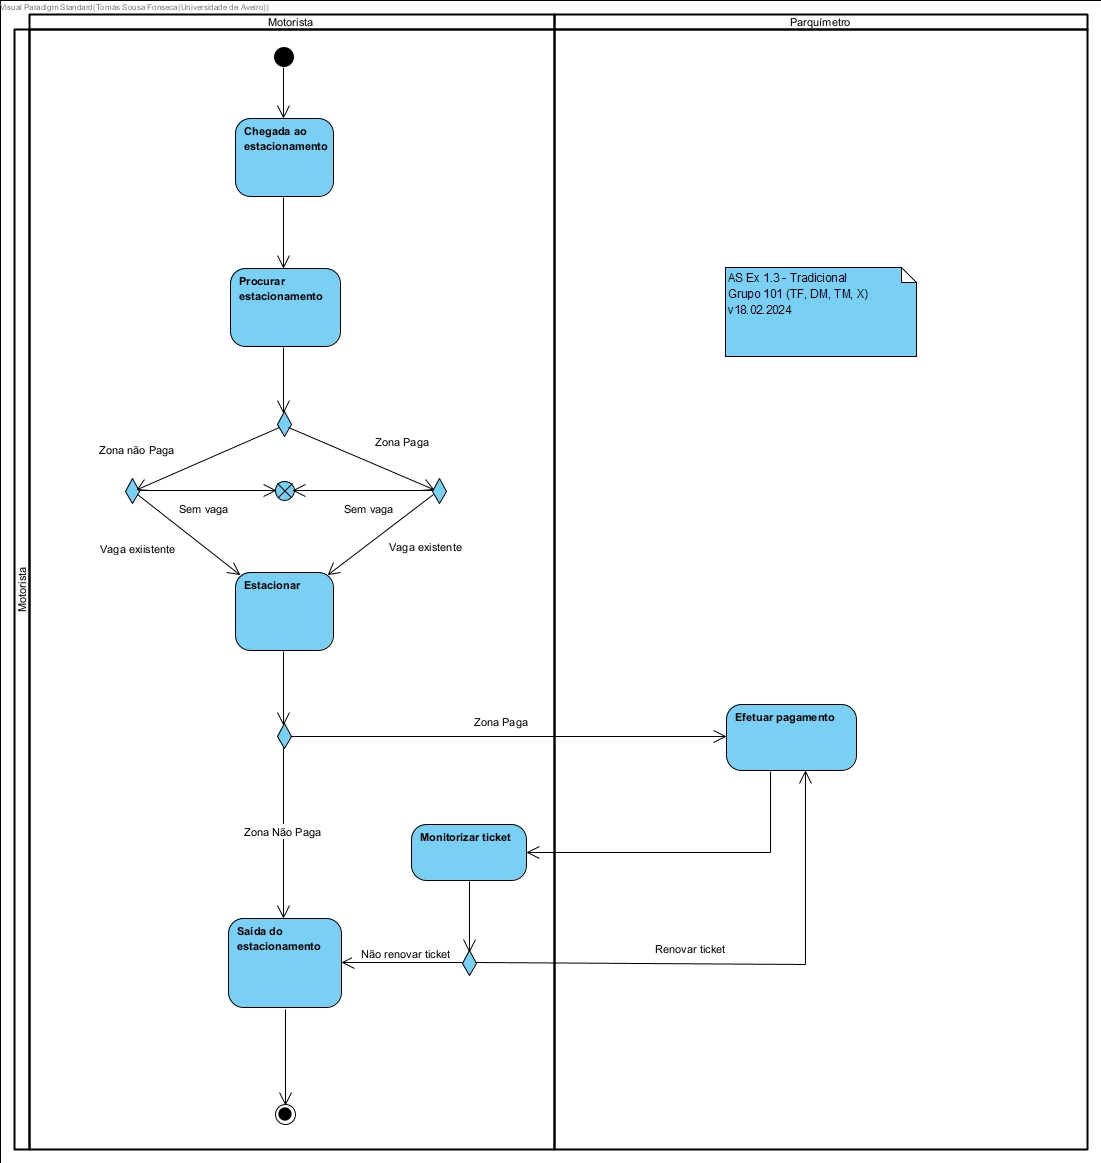 Visual Paradigm Standard(Tomás Sousa Fonseca(Universidade de Aveiro))
Motorista
Parquímetro
Chegada ao
estacionamento
Procurar
estacionamento
AS Ex 1.3 - Tradicional
Grupo 101 (TF, DM, TM, X)
v18.02.2024
Zona não Paga
Zona Paga
Sem vaga
Sem vaga
Vaga exiistente
Vaga existente
Motorista
Estacionar
Zona Paga
Efetuar pagamento
Zona Não Paga
Monitorizar ticket
Saída do
estacionamento
Não renovar ticket
Renovar ticket